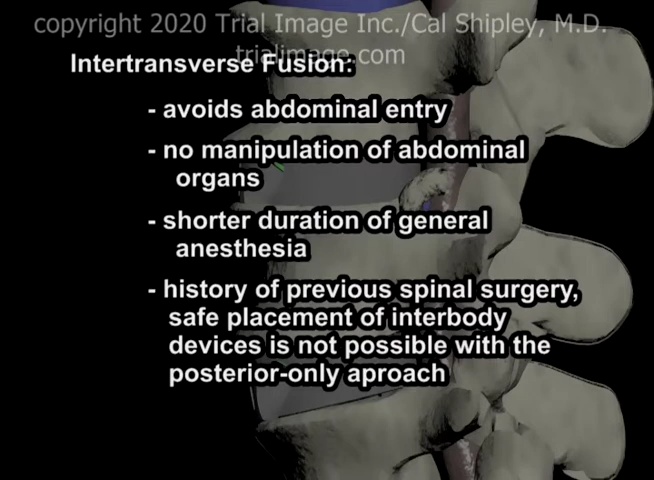 copyright 2020 Trial Image Inc./Cal Shipley, M.D.
trialimage.com
Intertransverse Fusion:
- avoids abdominal entry
- no manipulation of abdominal
organs
- shorter duration of general
anesthesia
- history of previous spinal surgery,
safe placement of interbody
devices is not possible with the
posterior-only aproach